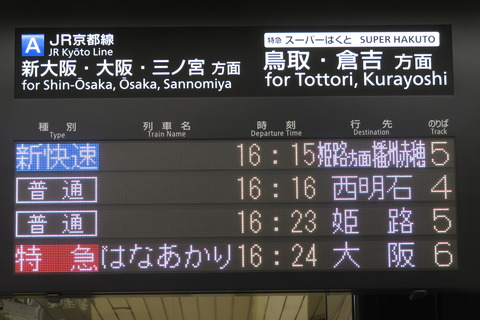 A JR京都線
JR Kyōto Line
新大阪・大阪・三ノ宮 方面
for Shin-Ōsaka, Ōsaka, Sannomiya
特急 スーパーはくと SUPER HAKUTO
鳥取・倉吉 方面
for Tottori, Kurayoshi
種別 列車名 時刻 行先 のりば
Type Train Name Departure Time Destination Track
新快速 16:15 姫路方面播州赤穂 5
普通 16:16 西明石 4
普通 16:23 姫路 5
特急 はなあかり 16:24 大阪 6